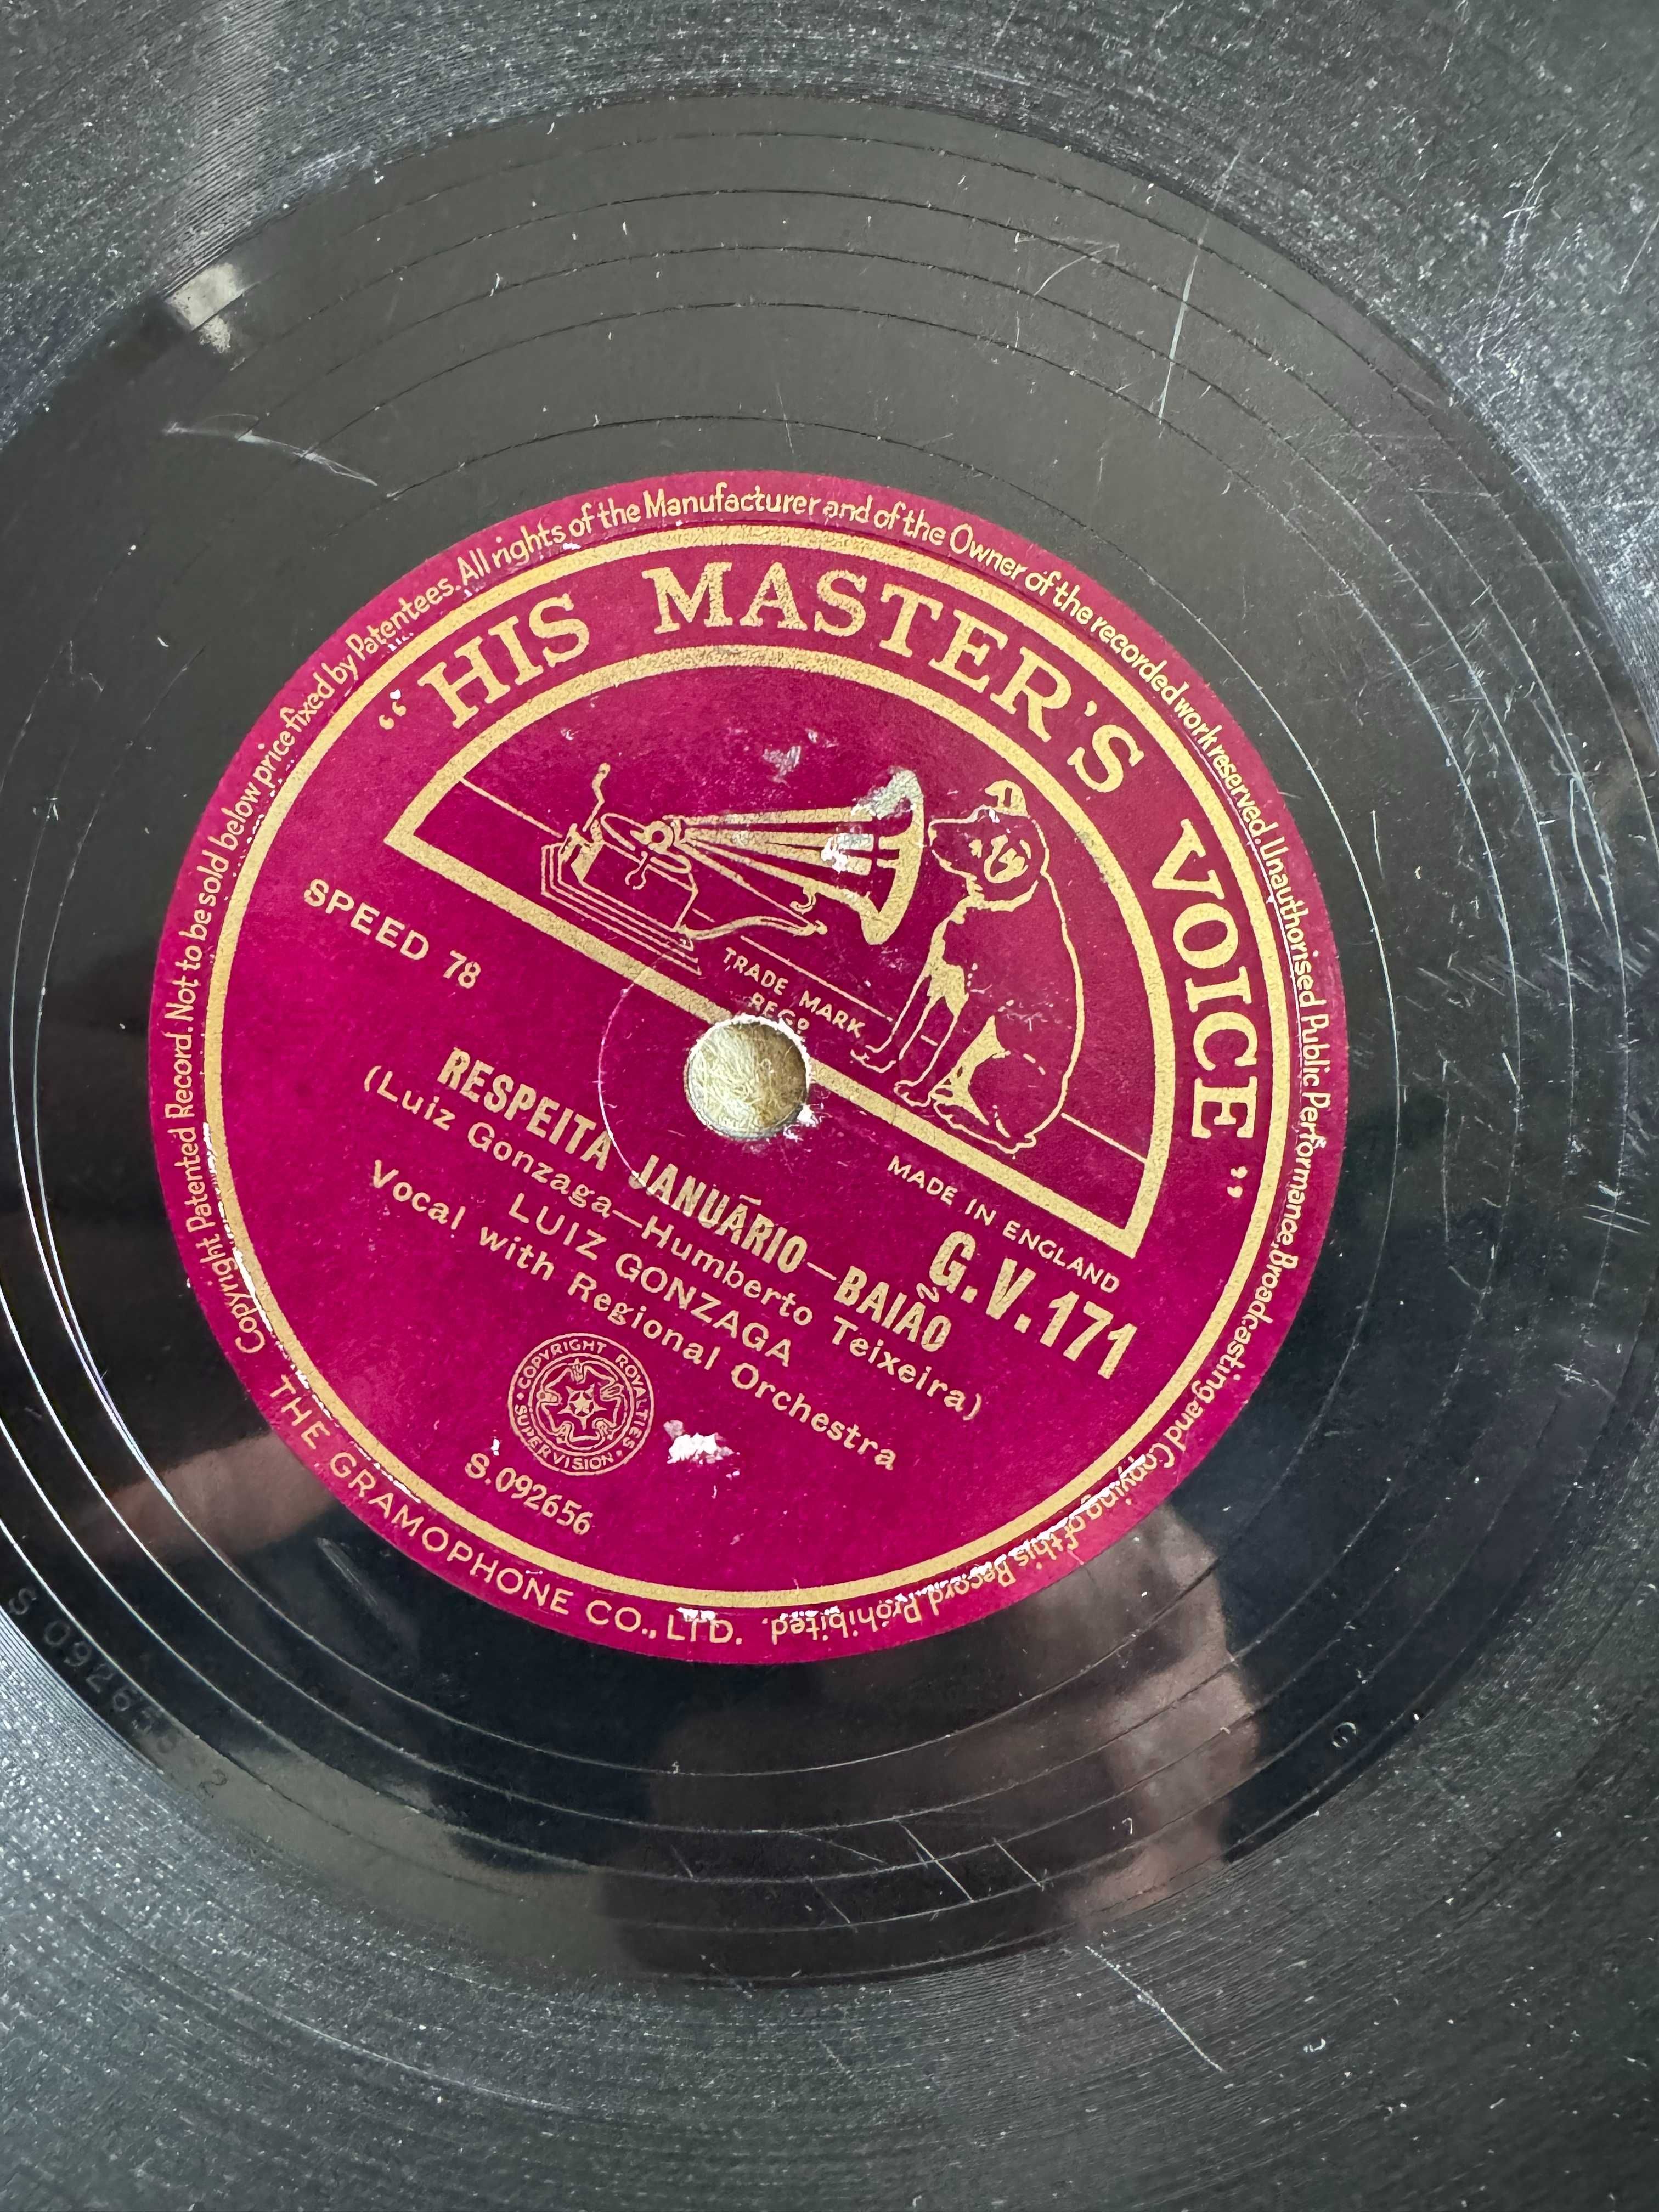 Copyright Patented Record. Not to be sold below price fixed by Patentees. All rights of the Manufacturer and of the Owner of the recorded work reserved. Unauthorised Public Performance Broadcasting and Copying of this Record Prohibited.
“HIS MASTER'S VOICE”
TRADE MARK
REGD
SPEED 78
MADE IN ENGLAND
G.V.171
RESPEITA JANUÁRIO—BAIÃO
(Luiz Gonzaga—Humberto Teixeira)
LUIZ GONZAGA
Vocal with Regional Orchestra
COPYRIGHT ROYALTIES
SUPERVISION
S.092656
THE GRAMOPHONE CO., LTD.
G